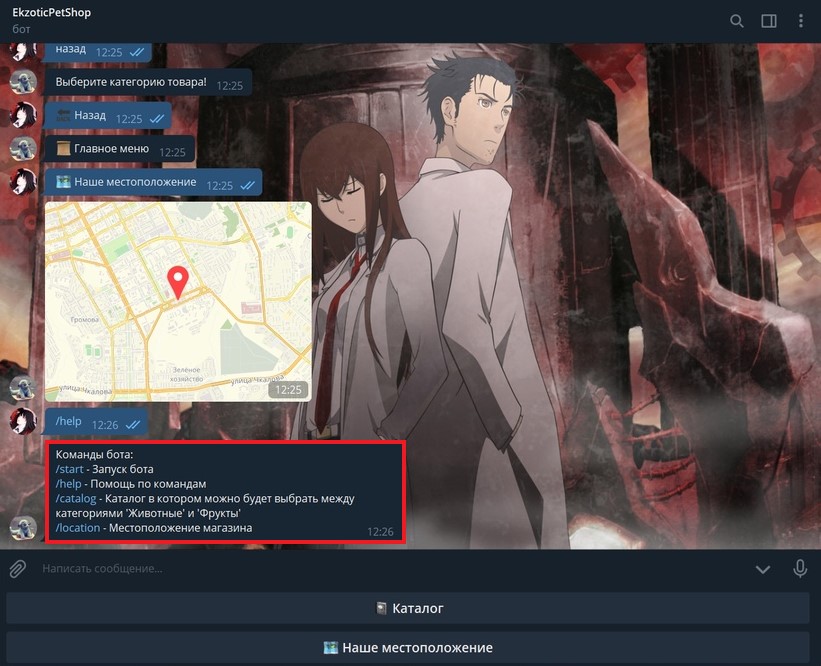 EkzoticPetShop
бот
назад 12:25
Выберите категорию товара! 12:25
Назад 12:25
Главное меню 12:25
Наше местоположение 12:25
Громова
Зелёное
хозяйство
улица Чкалова
улица Чкалова
12:25
/help 12:26
Команды бота:
/start - Запуск бота
/help - Помощь по командам
/catalog - Каталог в котором можно будет выбрать между
категориями 'Животные' и 'Фрукты'
/location - Местоположение магазина
12:26
Написать сообщение...
Каталог
Наше местоположение